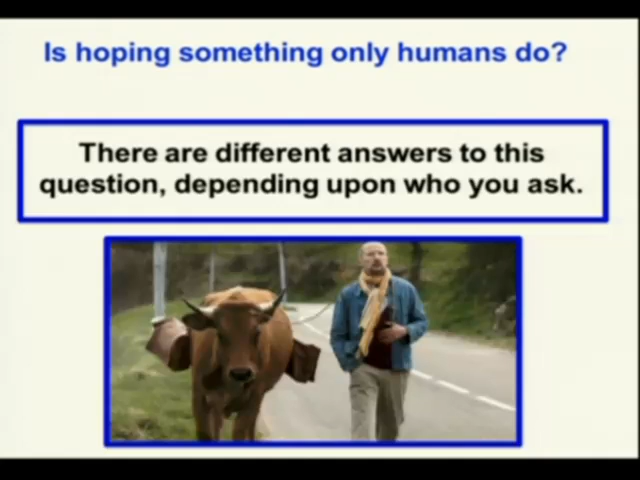 Is hoping something only humans do?
There are different answers to this
question, depending upon who you ask.